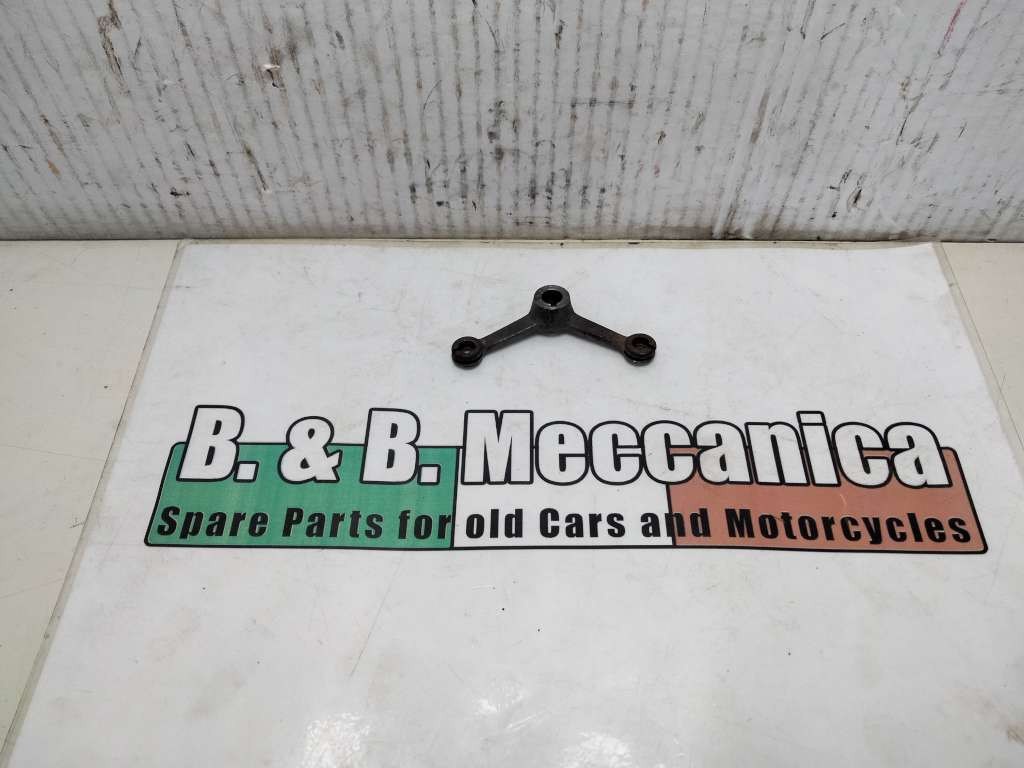 B. & B. Meccanica
Spare Parts for old Cars and Motorcycles